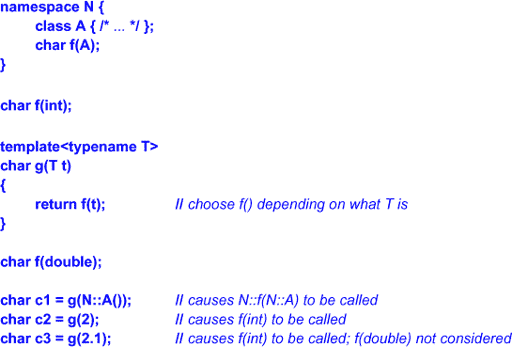 namespace N {
class A { /* ... */ };
char f(A);
}
char f(int);
template<typename T>
char g(T t)
{
return f(t); // choose f() depending on what T is
}
char f(double);
char c1 = g(N::A()); // causes N::f(N::A) to be called
char c2 = g(2); // causes f(int) to be called
char c3 = g(2.1); // causes f(int) to be called; f(double) not considered